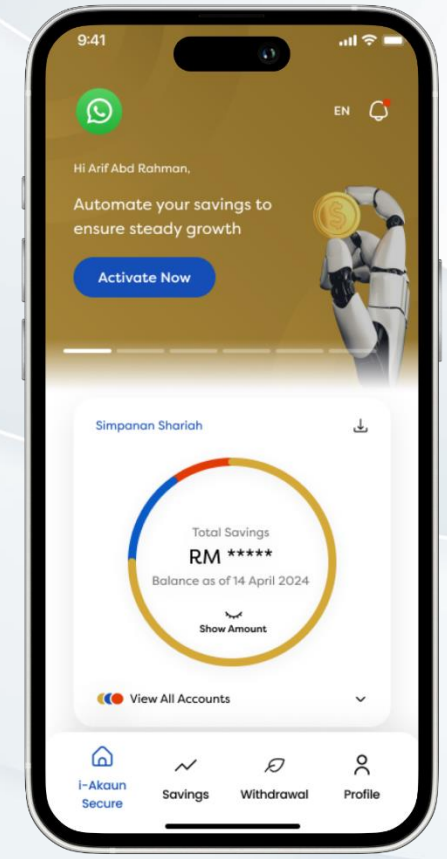 9:41
EN
Hi Arif Abd Rahman,
Automate your savings to
ensure steady growth
Activate Now
Simpanan Shariah
Total Savings
RM *****
Balance as of 14 April 2024
Show Amount
View All Accounts
i-Akaun
Secure
Savings
Withdrawal
Profile